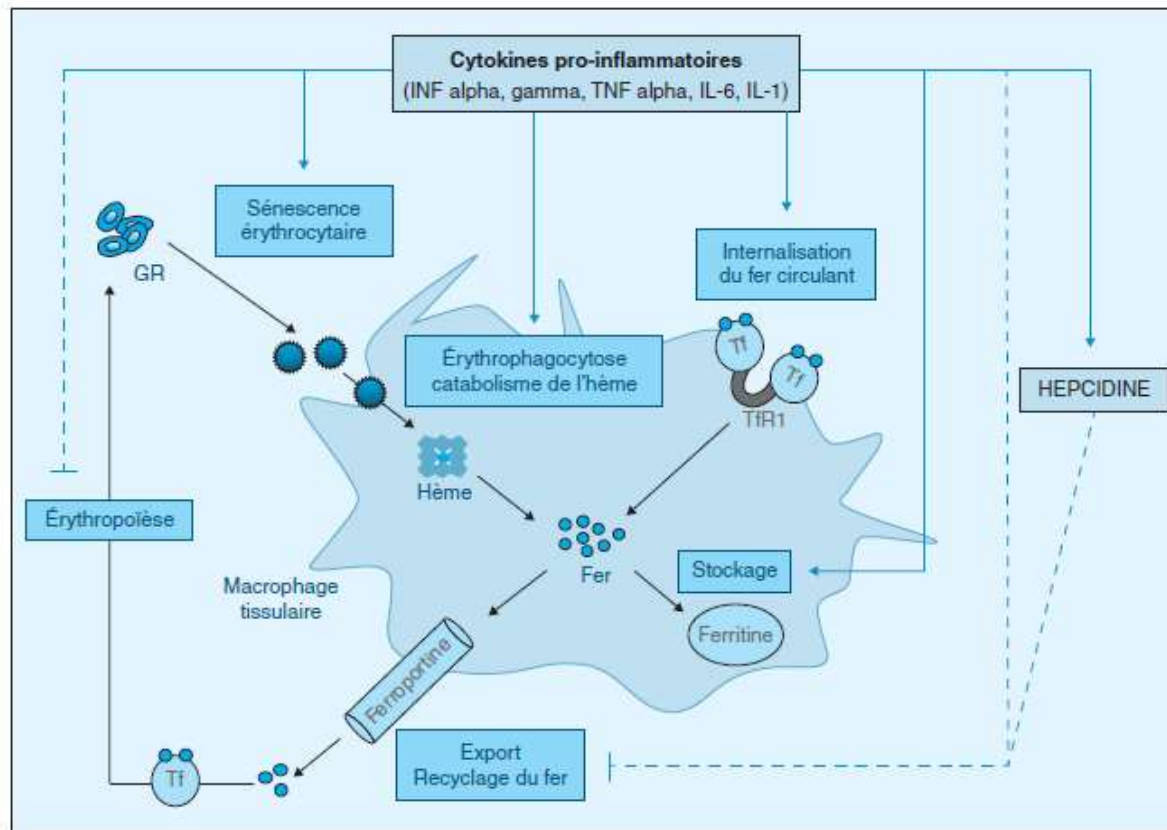 Cytokines pro-inflammatoires
(INF alpha, gamma, TNF alpha, IL-6, IL-1)
Sénescence
érythrocytaire
GR
Internalisation
du fer circulant
Érythrophagocytose
catabolisme de l'hème
Tf
Tf
TfR1
HEPCIDINE
Hème
Érythropoïèse
Fer
Stockage
Macrophage
tissulaire
Ferritine
Ferroportine
Export
Recyclage du fer
Tf